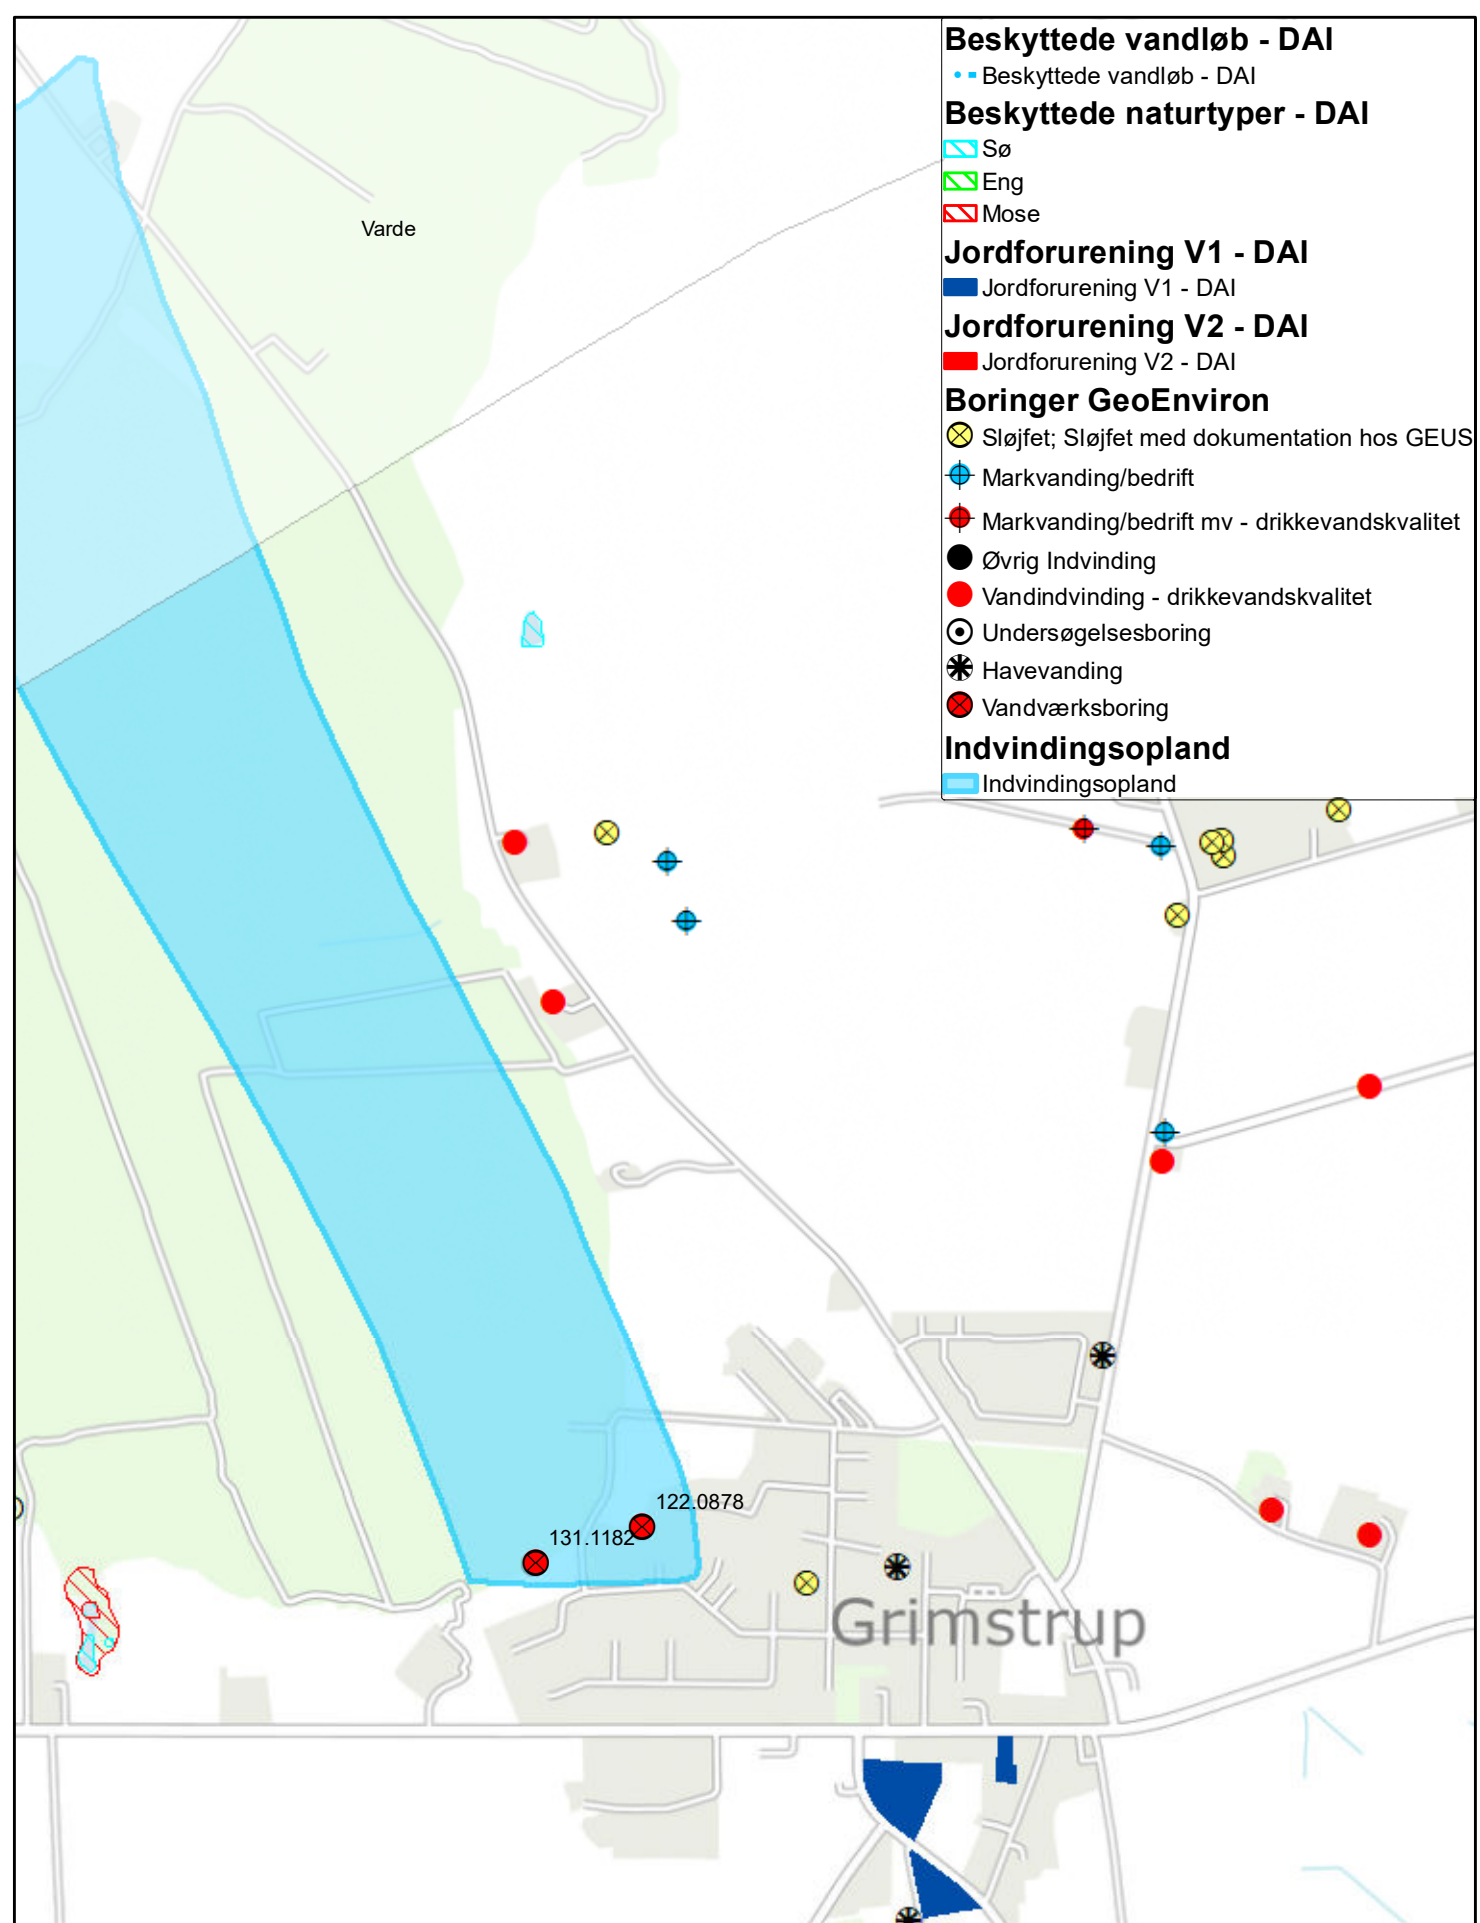 Beskyttede vandløb - DAI
Beskyttede vandløb - DAI
Beskyttede naturtyper - DAI
Sø
Eng
Mose
Jordforurening V1 - DAI
Jordforurening V1 - DAI
Jordforurening V2 - DAI
Jordforurening V2 - DAI
Boringer GeoEnviron
Sløjfet; Sløjfet med dokumentation hos GEUS
Markvanding/bedrift
Markvanding/bedrift mv - drikkevandskvalitet
Øvrig Indvinding
Vandindvinding - drikkevandskvalitet
Undersøgelsesboring
Havevanding
Vandværksboring
Indvindingsopland
Indvindingsopland
Varde
122.0878
131.1182
Grimstrup